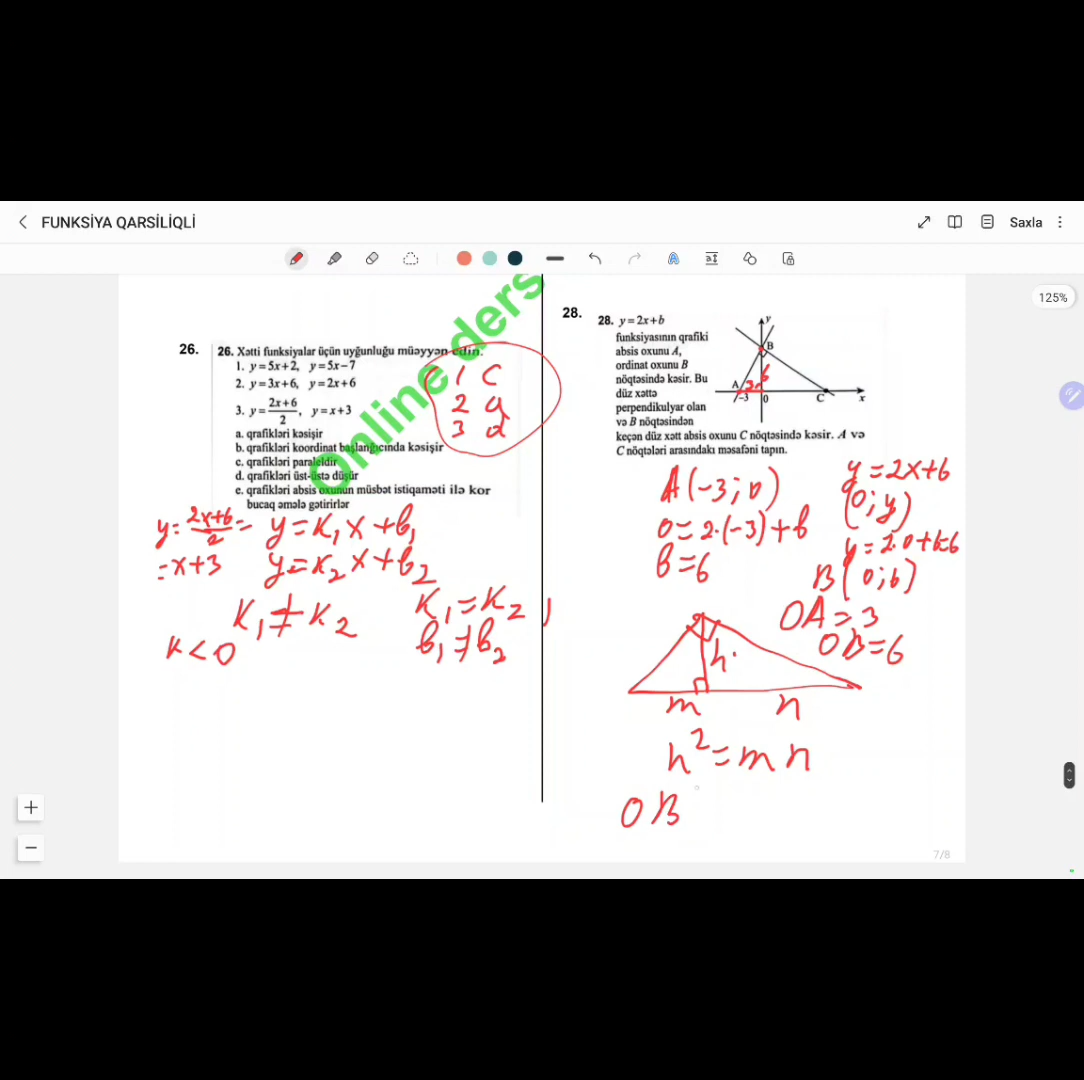 FUNKSİYA QARSİLİQLİ
Saxla
125%
Online ders
26.
26. Xətti funksiyalar üçün uyğunluğu müəyyən edin.
1. y=5x+2, y=5x−7
2. y=3x+6, y=2x+6
3. y=2x+6/2, y=x+3
a. qrafikləri kəsişir
b. qrafikləri koordinat başlanğıcında kəsişir
c. qrafikləri paraleldir
d. qrafikləri üst-üstə düşür
e. qrafikləri absis oxunun müsbət istiqaməti ilə kor
bucaq əmələ gətirirlər
1 c
2 a
3 d
y=2x+6/2=
=x+3
y=K₁x+b₁
y=K₂x+b₂
K₁≠K₂
K<0
K₁=K₂,
b₁≠b₂
28.
28. y=2x+b
funksiyasının qrafiki
absis oxunu A,
ordinat oxunu B
nöqtəsində kəsir. Bu
düz xəttə
perpendikulyar olan
və B nöqtəsindən
keçən düz xətt absis oxunu C nöqtəsində kəsir. A və
C nöqtələri arasındakı məsafəni tapın.
y
B
6
A
3
−3
0
C
x
A(−3;0)
0=2·(−3)+b
b=6
y=2x+6
(0;y)
y=2·0+6=6
B(0;6)
OA=3
OB=6
h
m
n
h²=mn
OB
7/8